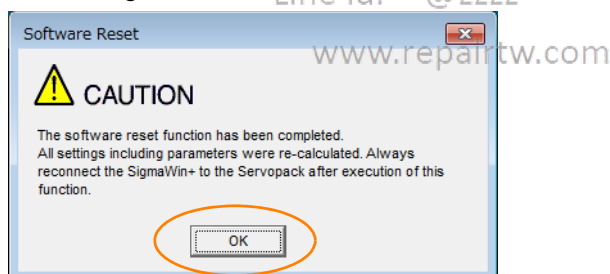 www.repairtw.com
Software Reset
CAUTION
The software reset function has been completed.
All settings including parameters were re-calculated. Always
reconnect the SigmaWin+ to the Servopack after execution of this
function.
OK